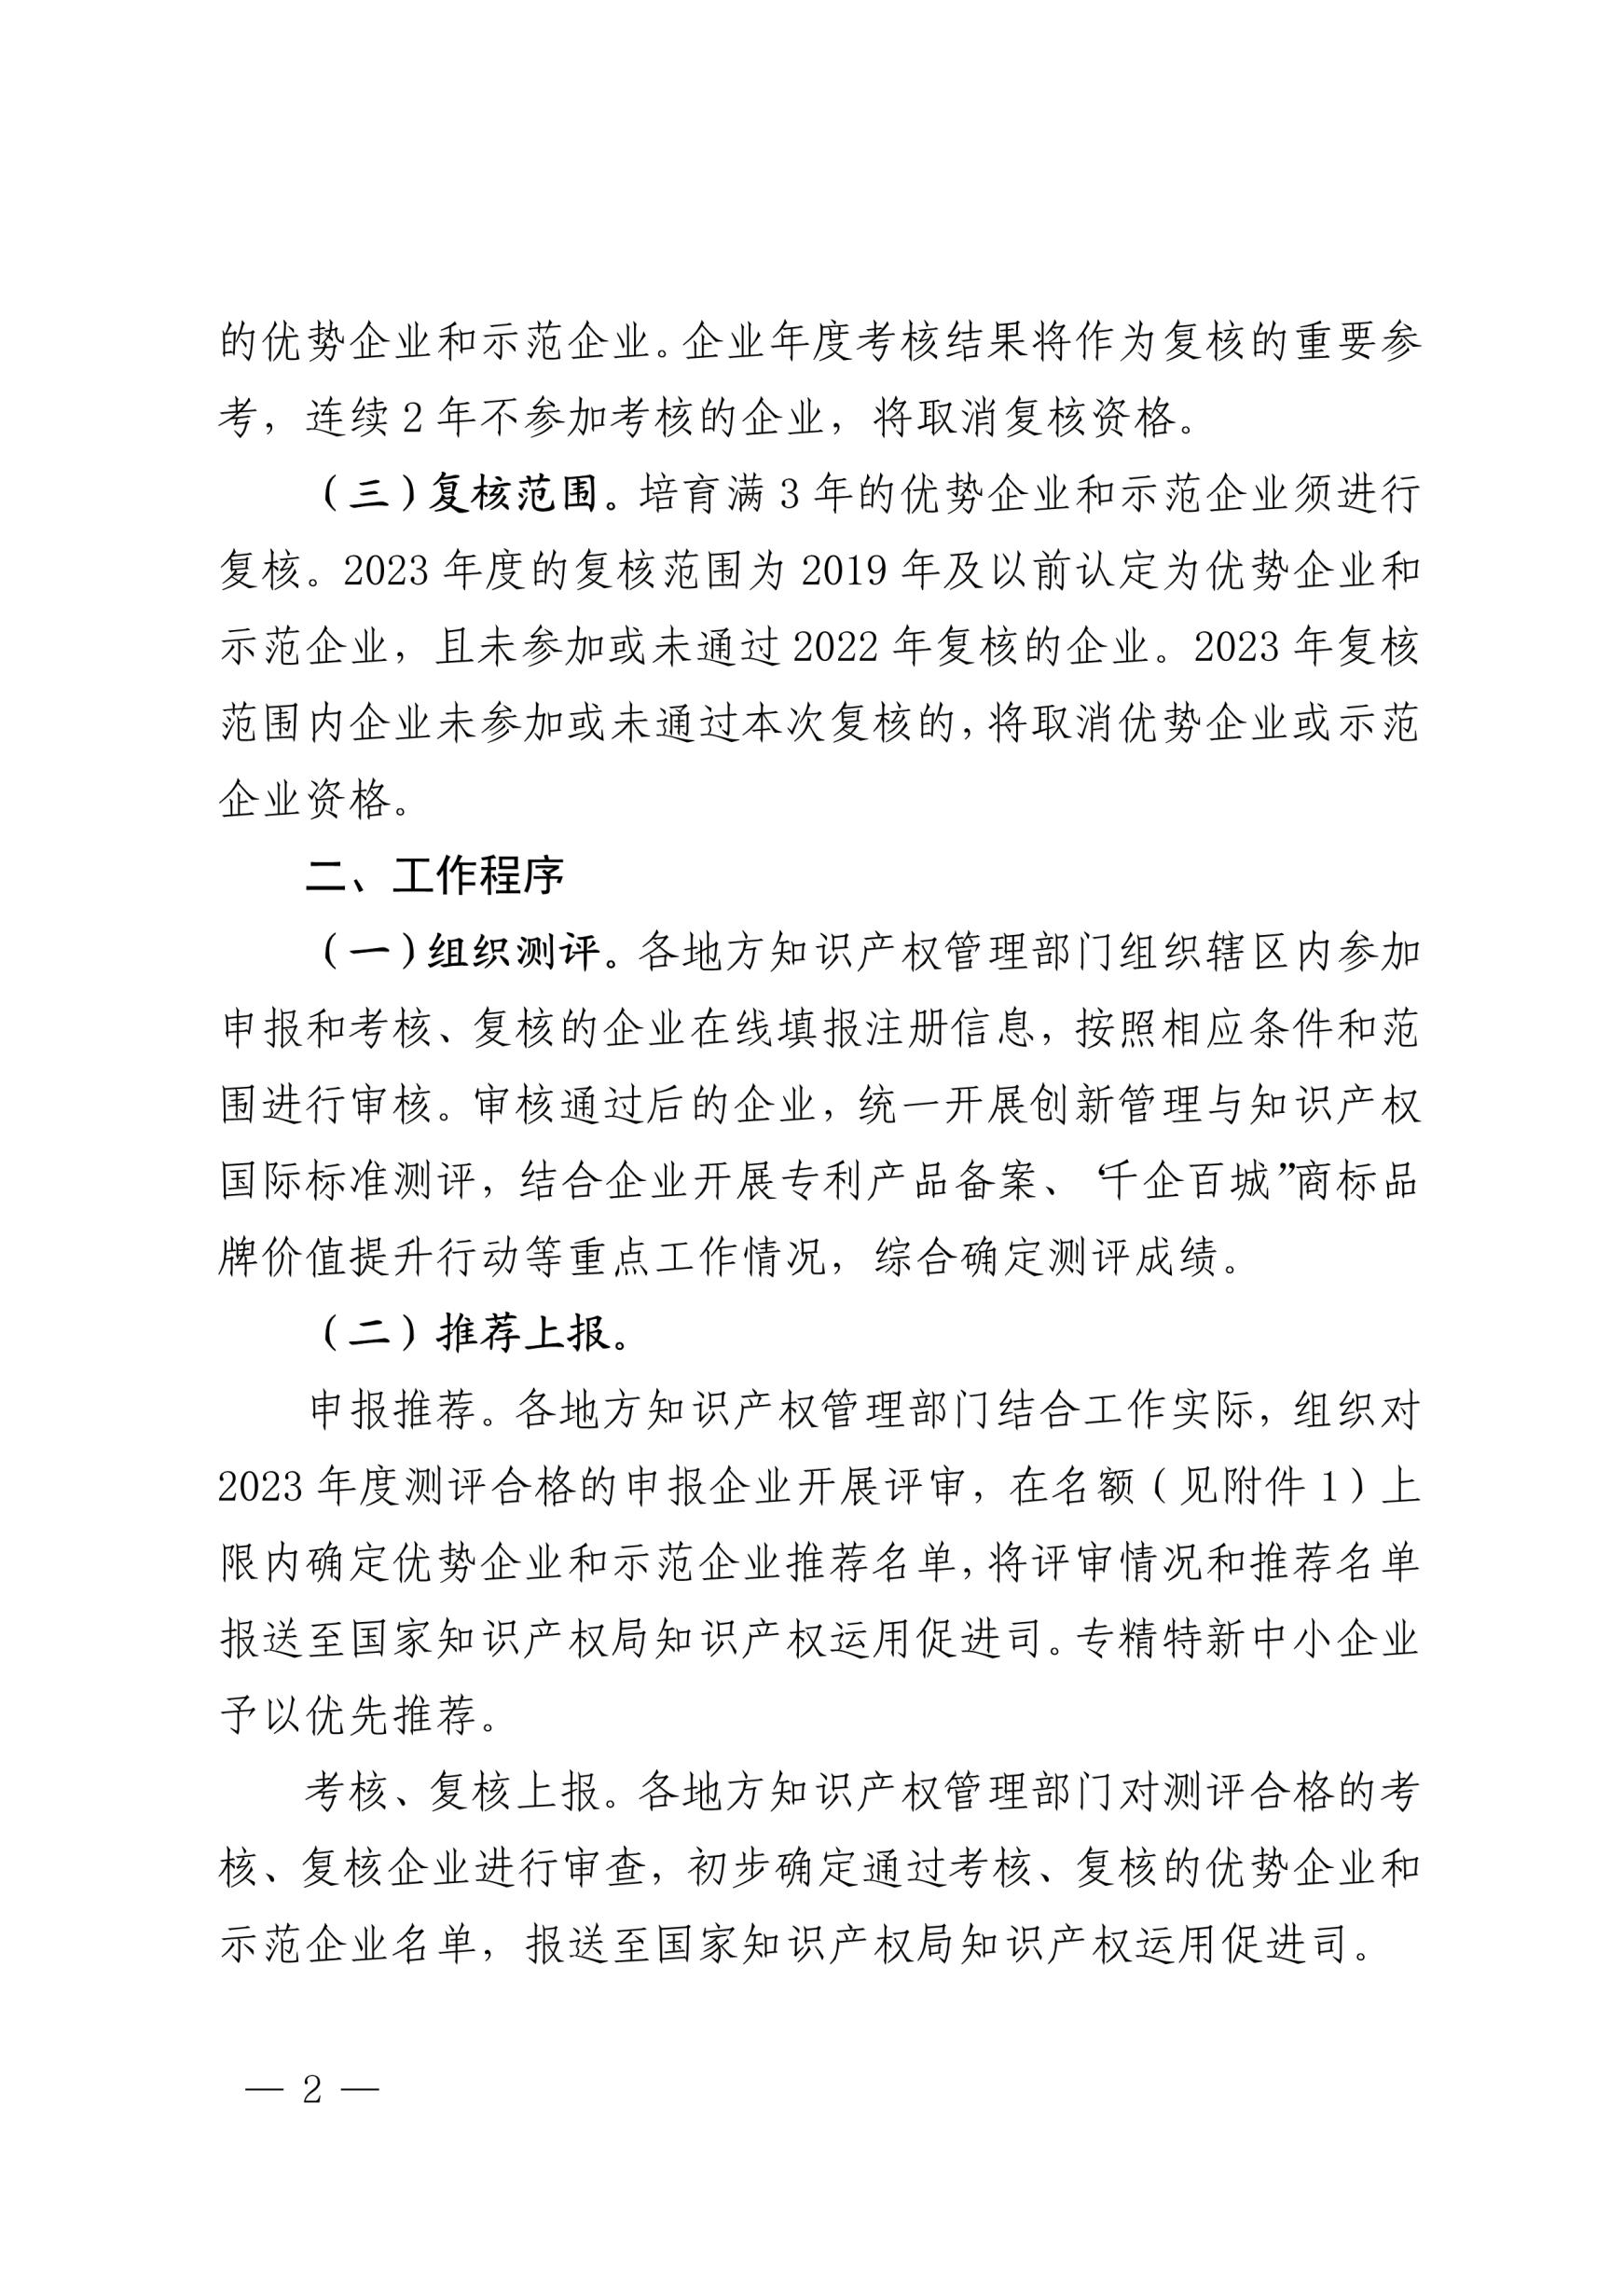 的优势企业和示范企业。企业年度考核结果将作为复核的重要参
考，连续 2 年不参加考核的企业，将取消复核资格。
（三）复核范围。培育满 3 年的优势企业和示范企业须进行
复核。2023 年度的复核范围为 2019 年及以前认定为优势企业和
示范企业，且未参加或未通过 2022 年复核的企业。2023 年复核
范围内企业未参加或未通过本次复核的，将取消优势企业或示范
企业资格。
二、工作程序
（一）组织测评。各地方知识产权管理部门组织辖区内参加
申报和考核、复核的企业在线填报注册信息，按照相应条件和范
围进行审核。审核通过后的企业，统一开展创新管理与知识产权
国际标准测评，结合企业开展专利产品备案、“千企百城”商标品
牌价值提升行动等重点工作情况，综合确定测评成绩。
（二）推荐上报。
申报推荐。各地方知识产权管理部门结合工作实际，组织对
2023 年度测评合格的申报企业开展评审，在名额（见附件 1）上
限内确定优势企业和示范企业推荐名单，将评审情况和推荐名单
报送至国家知识产权局知识产权运用促进司。专精特新中小企业
予以优先推荐。
考核、复核上报。各地方知识产权管理部门对测评合格的考
核、复核企业进行审查，初步确定通过考核、复核的优势企业和
示范企业名单，报送至国家知识产权局知识产权运用促进司。
— 2 —